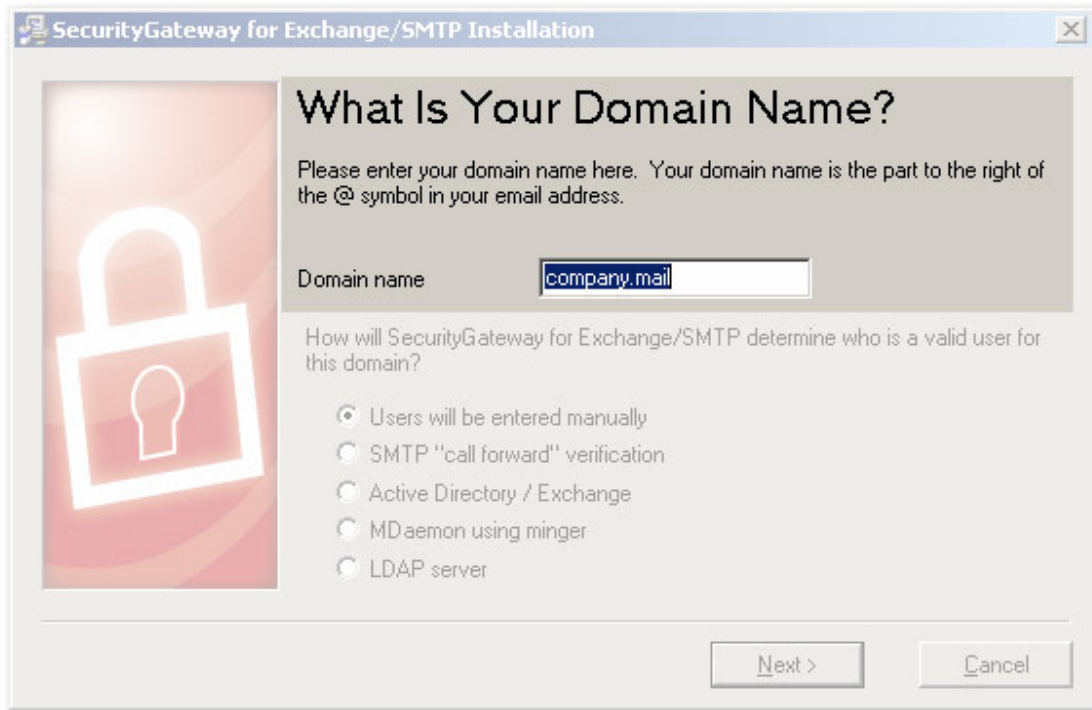 SecurityGateway for Exchange/SMTP Installation
What Is Your Domain Name?
Please enter your domain name here.  Your domain name is the part to the right of
the @ symbol in your email address.
Domain name
company.mail
How will SecurityGateway for Exchange/SMTP determine who is a valid user for
this domain?
Users will be entered manually
SMTP "call forward" verification
Active Directory / Exchange
MDaemon using minger
LDAP server
Next >
Cancel